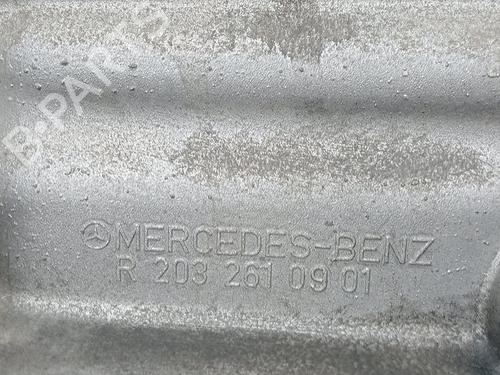 B-PARTS
MERCEDES-BENZ
R 203 261 09 01